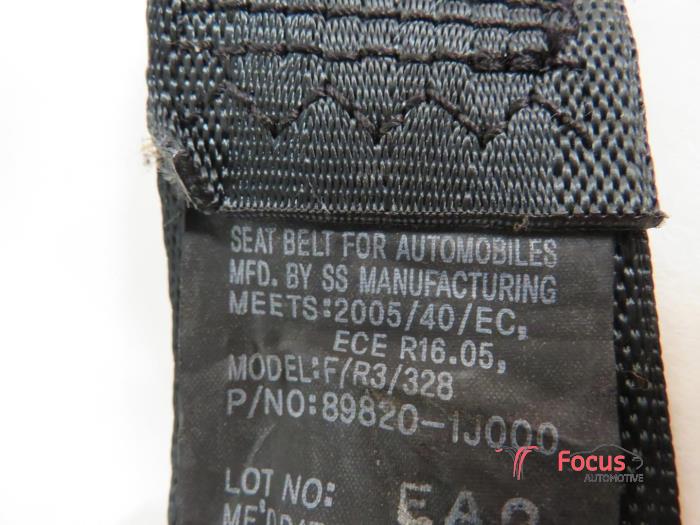 SEAT BELT FOR AUTOMOBILES
MFD. BY SS MANUFACTURING
MEETS:2005/40/EC,
ECE R16.05,
MODEL:F/R3/328
P/NO:89820-1J000
LOT NO:
Focus
AUTOMOTIVE